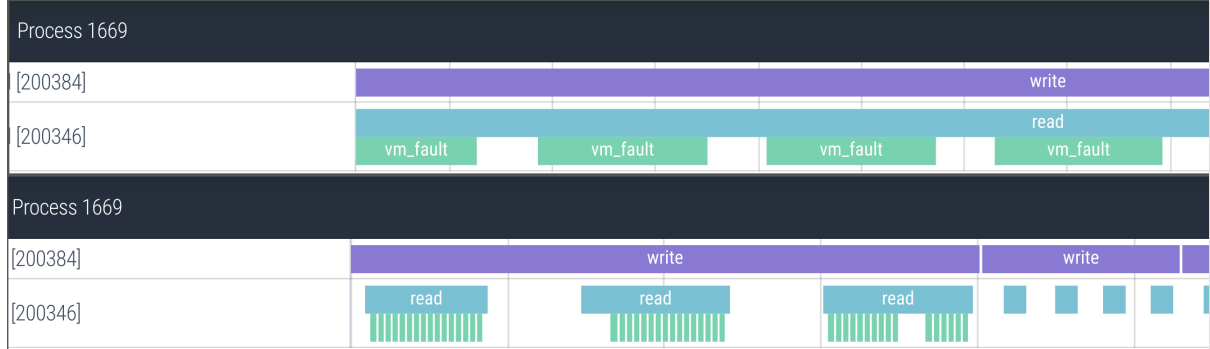 Process 1669
[200384]
write
[200346]
read
vm_fault vm_fault vm_fault vm_fault
Process 1669
[200384]
write write
[200346]
read read read